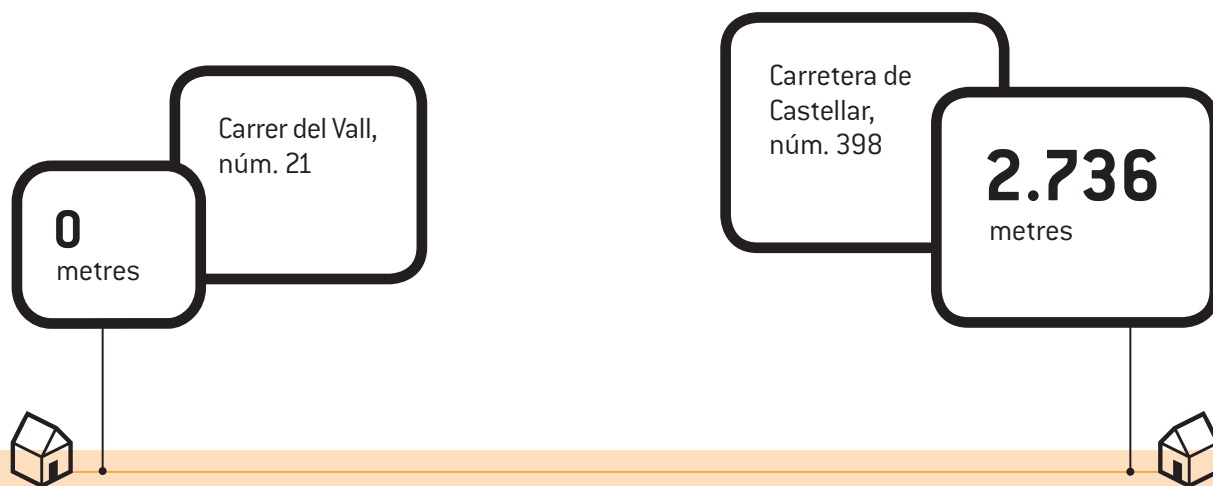 Carrer del Vall,
núm. 21
0
metres
Carretera de
Castellar,
núm. 398
2.736
metres